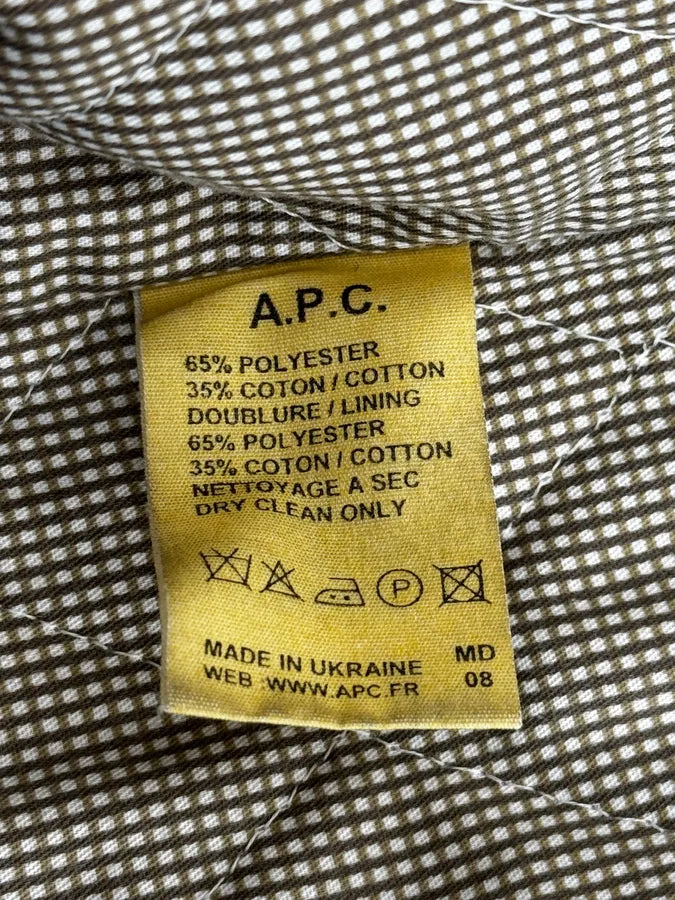 A.P.C.
65% POLYESTER
35% COTON / COTTON
DOUBLURE / LINING
65% POLYESTER
35% COTON / COTTON
NETTOYAGE A SEC
DRY CLEAN ONLY
P
MADE IN UKRAINE MD
WEB :WWW.APC.FR 08